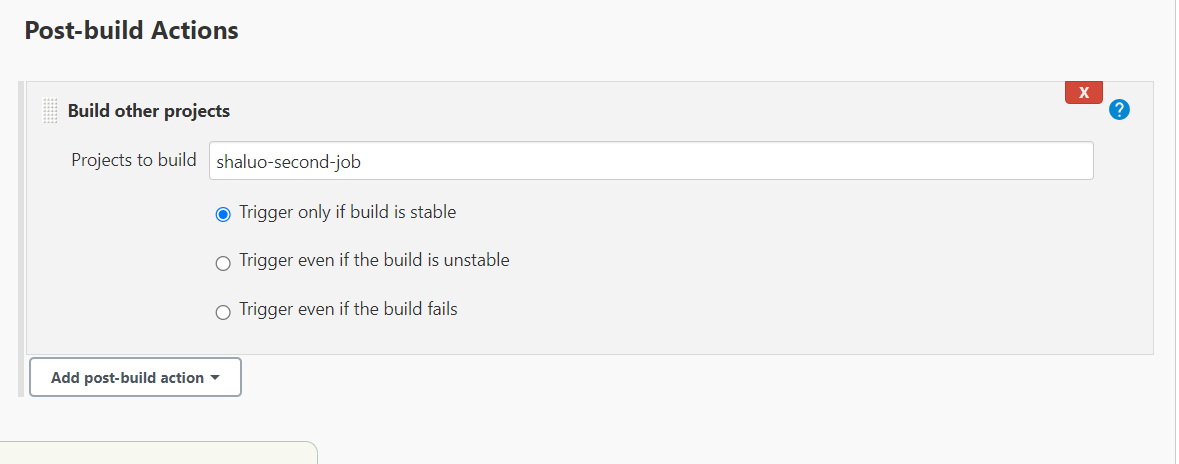 Post-build Actions
X
?
Build other projects
Projects to build
shaluo-second-job
Trigger only if build is stable
Trigger even if the build is unstable
Trigger even if the build fails
Add post-build action